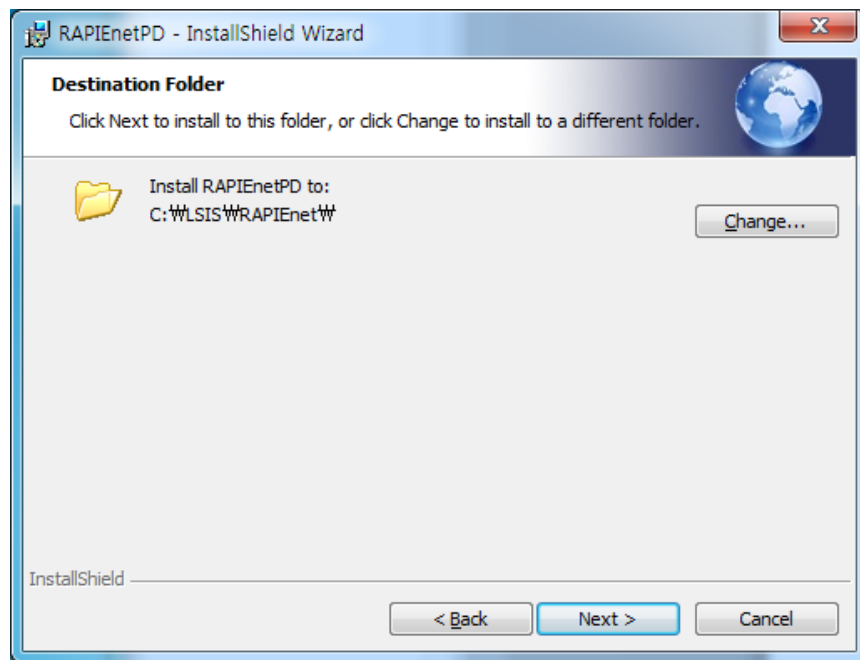 RAPIEnetPD - InstallShield Wizard
Destination Folder
Click Next to install to this folder, or click Change to install to a different folder.
Install RAPIEnetPD to:
C:₩LSIS₩RAPIEnet₩
Change...
InstallShield
< Back
Next >
Cancel